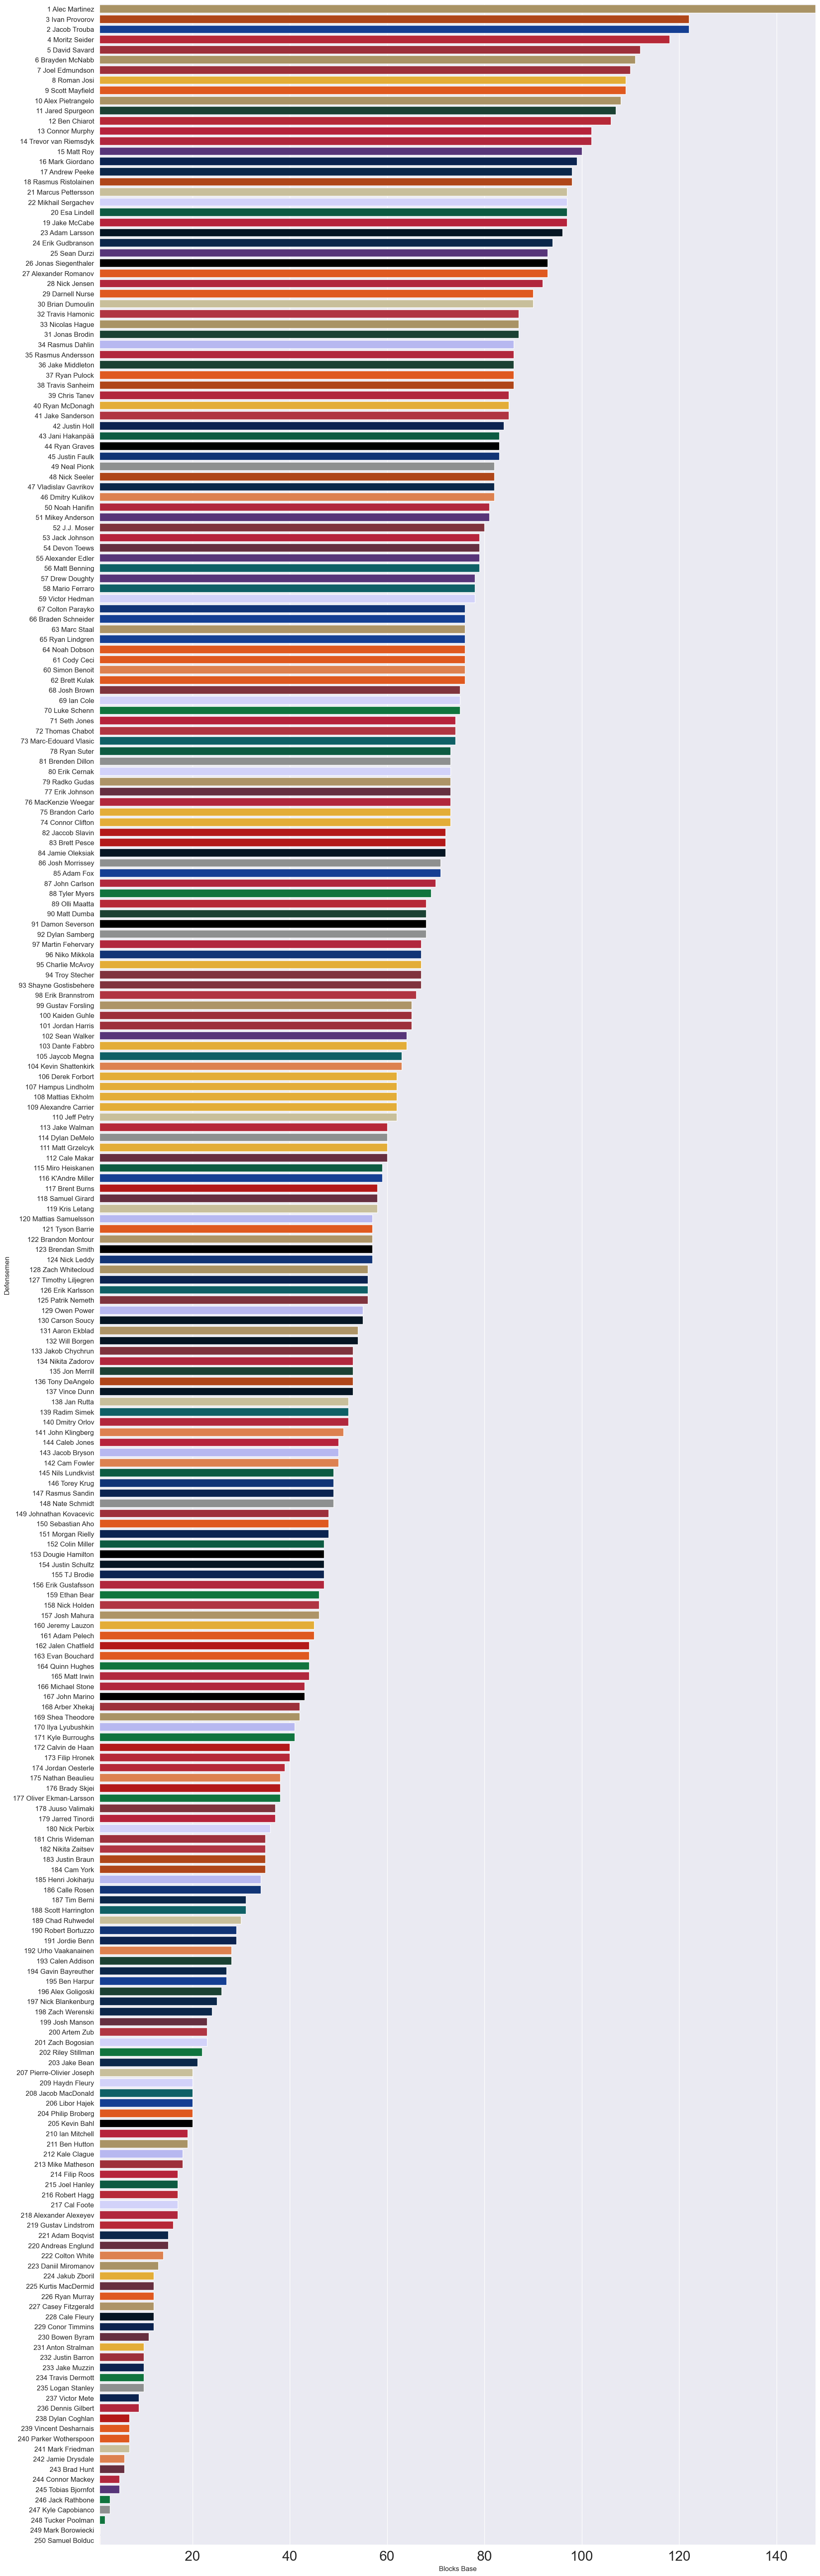 1 Alec Martinez
3 Ivan Provorov
2 Jacob Trouba
4 Moritz Seider
5 David Savard
6 Brayden McNabb
7 Joel Edmundson
8 Roman Josi
9 Scott Mayfield
10 Alex Pietrangelo
11 Jared Spurgeon
12 Ben Chiarot
13 Connor Murphy
14 Trevor van Riemsdyk
15 Matt Roy
16 Mark Giordano
17 Andrew Peeke
18 Rasmus Ristolainen
21 Marcus Pettersson
22 Mikhail Sergachev
20 Esa Lindell
19 Jake McCabe
23 Adam Larsson
24 Erik Gudbranson
25 Sean Durzi
26 Jonas Siegenthaler
27 Alexander Romanov
28 Nick Jensen
29 Darnell Nurse
30 Brian Dumoulin
32 Travis Hamonic
33 Nicolas Hague
31 Jonas Brodin
34 Rasmus Dahlin
35 Rasmus Andersson
36 Jake Middleton
37 Ryan Pulock
38 Travis Sanheim
39 Chris Tanev
40 Ryan McDonagh
41 Jake Sanderson
42 Justin Holl
43 Jani Hakanpää
44 Ryan Graves
45 Justin Faulk
49 Neal Pionk
48 Nick Seeler
47 Vladislav Gavrikov
46 Dmitry Kulikov
50 Noah Hanifin
51 Mikey Anderson
52 J.J. Moser
53 Jack Johnson
54 Devon Toews
55 Alexander Edler
56 Matt Benning
57 Drew Doughty
58 Mario Ferraro
59 Victor Hedman
67 Colton Parayko
66 Braden Schneider
63 Marc Staal
65 Ryan Lindgren
64 Noah Dobson
61 Cody Ceci
60 Simon Benoit
62 Brett Kulak
68 Josh Brown
69 Ian Cole
70 Luke Schenn
71 Seth Jones
72 Thomas Chabot
73 Marc-Edouard Vlasic
78 Ryan Suter
81 Brenden Dillon
80 Erik Cernak
79 Radko Gudas
77 Erik Johnson
76 MacKenzie Weegar
75 Brandon Carlo
74 Connor Clifton
82 Jaccob Slavin
83 Brett Pesce
84 Jamie Oleksiak
86 Josh Morrissey
85 Adam Fox
87 John Carlson
88 Tyler Myers
89 Olli Maatta
90 Matt Dumba
91 Damon Severson
92 Dylan Samberg
97 Martin Fehervary
96 Niko Mikkola
95 Charlie McAvoy
94 Troy Stecher
93 Shayne Gostisbehere
98 Erik Brannstrom
99 Gustav Forsling
100 Kaiden Guhle
101 Jordan Harris
102 Sean Walker
103 Dante Fabbro
105 Jaycob Megna
104 Kevin Shattenkirk
106 Derek Forbort
107 Hampus Lindholm
108 Mattias Ekholm
109 Alexandre Carrier
110 Jeff Petry
113 Jake Walman
114 Dylan DeMelo
111 Matt Grzelcyk
112 Cale Makar
115 Miro Heiskanen
116 K'Andre Miller
117 Brent Burns
118 Samuel Girard
119 Kris Letang
120 Mattias Samuelsson
121 Tyson Barrie
122 Brandon Montour
123 Brendan Smith
124 Nick Leddy
128 Zach Whitecloud
127 Timothy Liljegren
126 Erik Karlsson
125 Patrik Nemeth
129 Owen Power
130 Carson Soucy
131 Aaron Ekblad
132 Will Borgen
133 Jakob Chychrun
134 Nikita Zadorov
135 Jon Merrill
136 Tony DeAngelo
137 Vince Dunn
138 Jan Rutta
139 Radim Simek
140 Dmitry Orlov
141 John Klingberg
144 Caleb Jones
143 Jacob Bryson
142 Cam Fowler
145 Nils Lundkvist
146 Torey Krug
147 Rasmus Sandin
148 Nate Schmidt
149 Johnathan Kovacevic
150 Sebastian Aho
151 Morgan Rielly
152 Colin Miller
153 Dougie Hamilton
154 Justin Schultz
155 TJ Brodie
156 Erik Gustafsson
159 Ethan Bear
158 Nick Holden
157 Josh Mahura
160 Jeremy Lauzon
161 Adam Pelech
162 Jalen Chatfield
163 Evan Bouchard
164 Quinn Hughes
165 Matt Irwin
166 Michael Stone
167 John Marino
168 Arber Xhekaj
169 Shea Theodore
170 Ilya Lyubushkin
171 Kyle Burroughs
172 Calvin de Haan
173 Filip Hronek
174 Jordan Oesterle
175 Nathan Beaulieu
176 Brady Skjei
177 Oliver Ekman-Larsson
178 Juuso Valimaki
179 Jarred Tinordi
180 Nick Perbix
181 Chris Wideman
182 Nikita Zaitsev
183 Justin Braun
184 Cam York
185 Henri Jokiharju
186 Calle Rosen
187 Tim Berni
188 Scott Harrington
189 Chad Ruhwedel
190 Robert Bortuzzo
191 Jordie Benn
192 Urho Vaakanainen
193 Calen Addison
194 Gavin Bayreuther
195 Ben Harpur
196 Alex Goligoski
197 Nick Blankenburg
198 Zach Werenski
199 Josh Manson
200 Artem Zub
201 Zach Bogosian
202 Riley Stillman
203 Jake Bean
207 Pierre-Olivier Joseph
209 Haydn Fleury
208 Jacob MacDonald
206 Libor Hajek
204 Philip Broberg
205 Kevin Bahl
210 Ian Mitchell
211 Ben Hutton
212 Kale Clague
213 Mike Matheson
214 Filip Roos
215 Joel Hanley
216 Robert Hagg
217 Cal Foote
218 Alexander Alexeyev
219 Gustav Lindstrom
221 Adam Boqvist
220 Andreas Englund
222 Colton White
223 Daniil Miromanov
224 Jakub Zboril
225 Kurtis MacDermid
226 Ryan Murray
227 Casey Fitzgerald
228 Cale Fleury
229 Conor Timmins
230 Bowen Byram
231 Anton Stralman
232 Justin Barron
233 Jake Muzzin
234 Travis Dermott
235 Logan Stanley
237 Victor Mete
236 Dennis Gilbert
238 Dylan Coghlan
239 Vincent Desharnais
240 Parker Wotherspoon
241 Mark Friedman
242 Jamie Drysdale
243 Brad Hunt
244 Connor Mackey
245 Tobias Bjornfot
246 Jack Rathbone
247 Kyle Capobianco
248 Tucker Poolman
249 Mark Borowiecki
250 Samuel Bolduc
Defensemen
20 40 60 80 100 120 140
Blocks Base